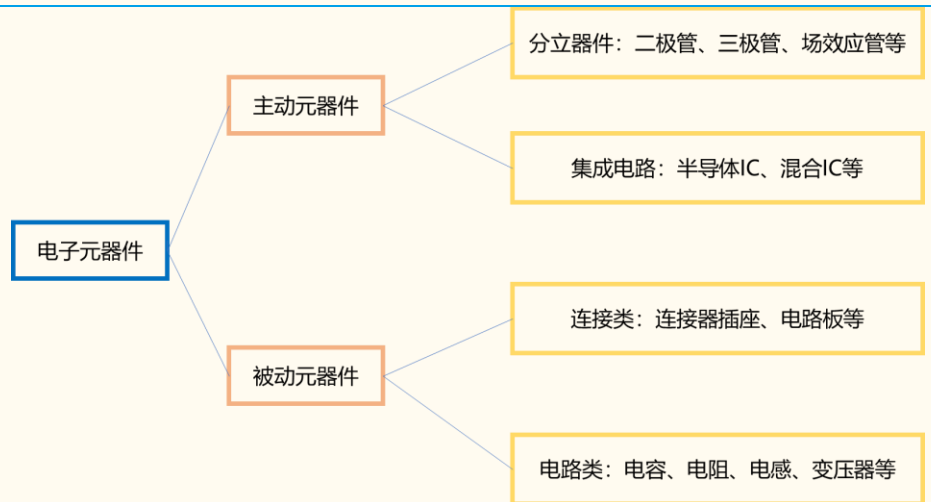 分立器件：二极管、三极管、场效应管等
主动元器件
集成电路：半导体IC、混合IC等
电子元器件
连接类：连接器插座、电路板等
被动元器件
电路类：电容、电阻、电感、变压器等